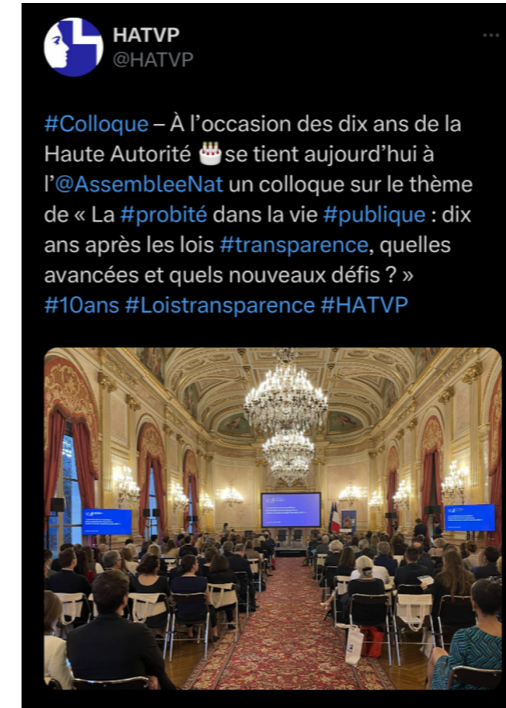 HATVP
@HATVP
#Colloque – À l’occasion des dix ans de la
Haute Autorité 🎂 se tient aujourd’hui à
l’@AssembleeNat un colloque sur le thème
de « La #probité dans la vie #publique : dix
ans après les lois #transparence, quelles
avancées et quels nouveaux défis ? »
#10ans #Loistransparence #HATVP